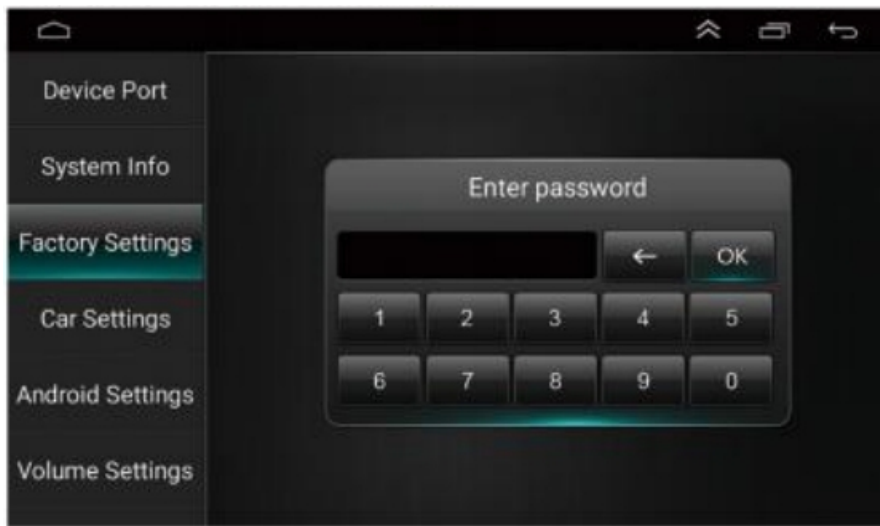 Device Port
System Info
Factory Settings
Car Settings
Android Settings
Volume Settings
Enter password
← OK
1 2 3 4 5
6 7 8 9 0